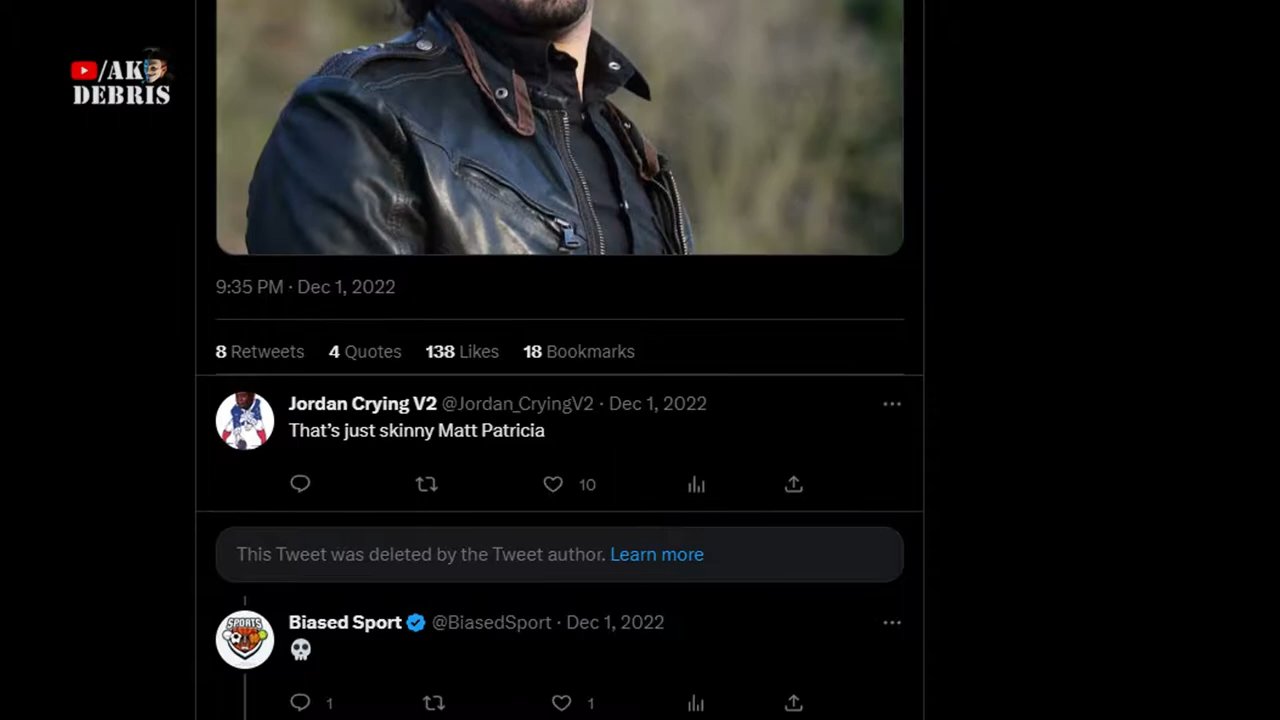 /AK
DEBRIS
9:35 PM · Dec 1, 2022
8 Retweets 4 Quotes 138 Likes 18 Bookmarks
Jordan Crying V2 @Jordan_CryingV2 · Dec 1, 2022
That’s just skinny Matt Patricia
10
This Tweet was deleted by the Tweet author. Learn more
SPORTS
Biased Sport @BiasedSport · Dec 1, 2022
💀
1 1